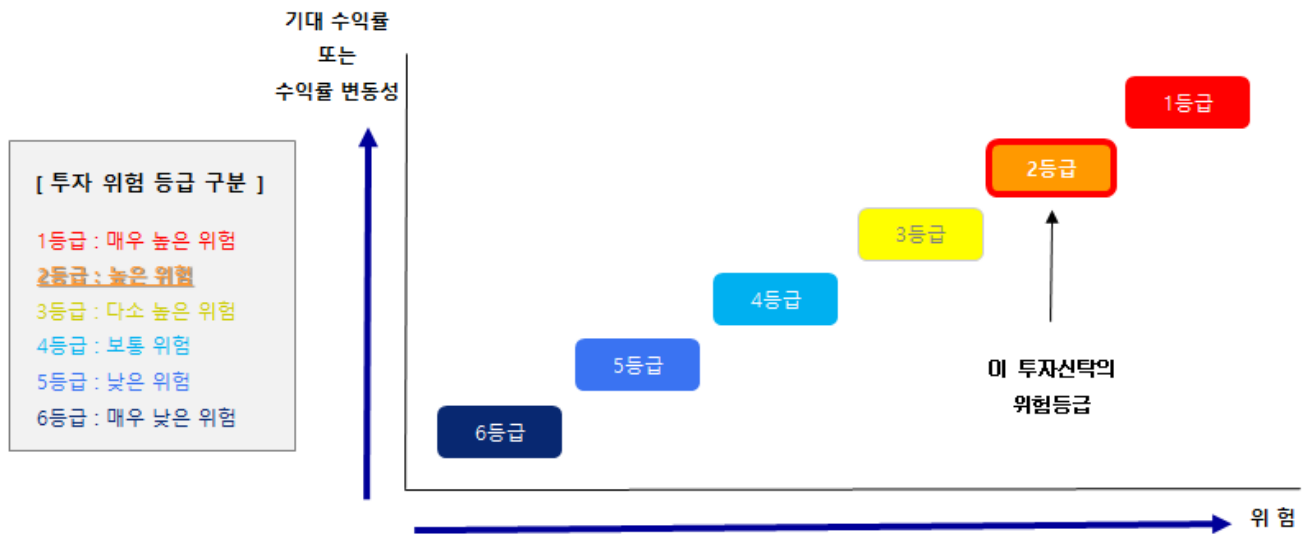 기대 수익률
또는
수익률 변동성
[ 투자 위험 등급 구분 ]
1등급 : 매우 높은 위험
2등급 : 높은 위험
3등급 : 다소 높은 위험
4등급 : 보통 위험
5등급 : 낮은 위험
6등급 : 매우 낮은 위험
1등급
2등급
3등급
4등급
5등급
6등급
이 투자신탁의
위험등급
위 험